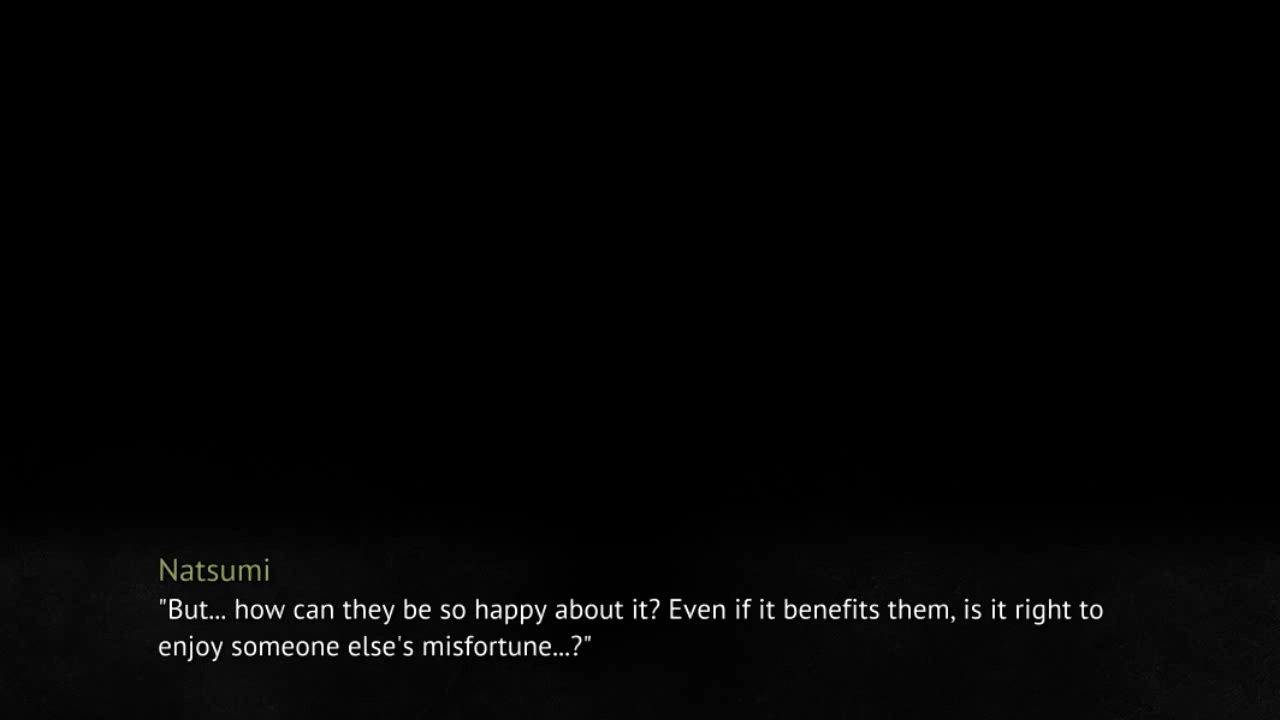 Natsumi
"But... how can they be so happy about it? Even if it benefits them, is it right to
enjoy someone else's misfortune...?"